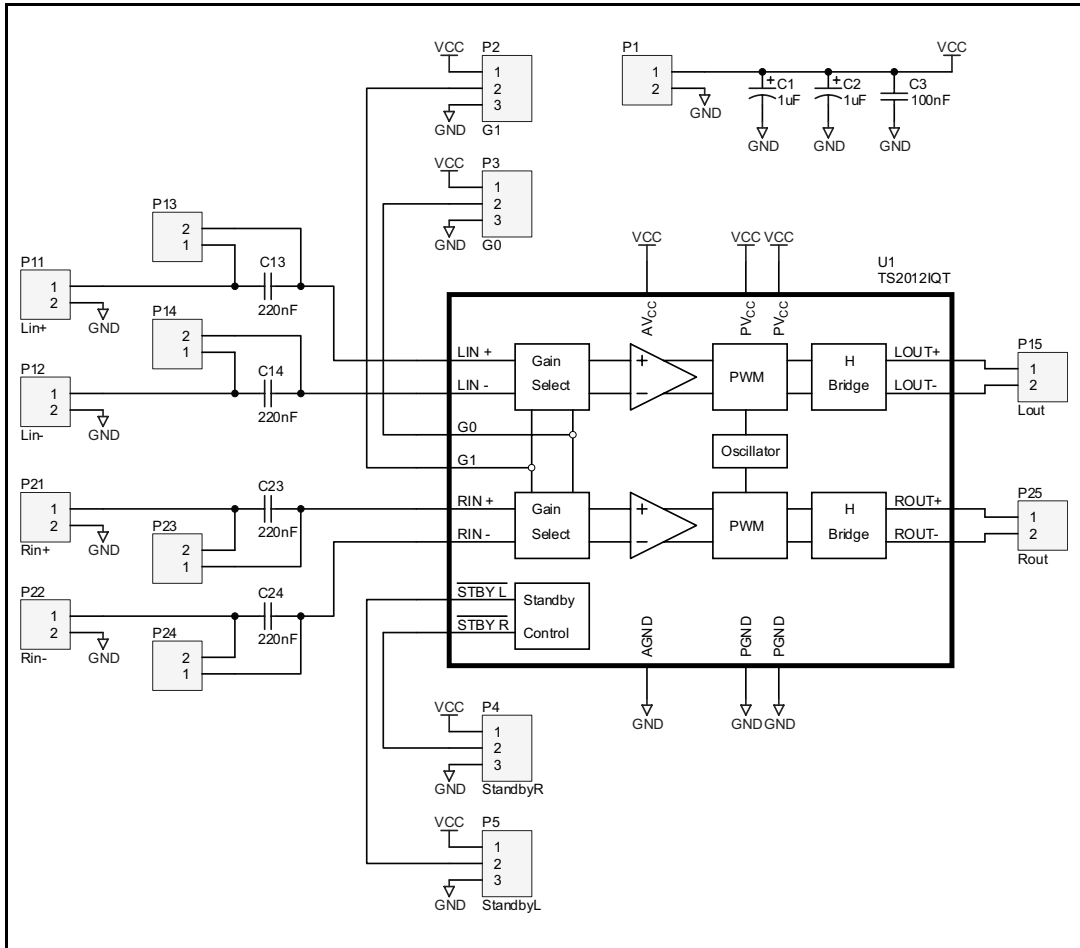 P2
VCC
1
2
3
GND
G1
P1
1
2
GND
VCC
C1
1uF
C2
1uF
C3
100nF
GND
GND
GND
P3
VCC
1
2
3
GND
G0
P13
2
1
P11
1
2
Lin+
GND
C13
220nF
P14
2
1
P12
1
2
Lin-
GND
C14
220nF
P21
1
2
Rin+
GND
C23
220nF
P23
2
1
P22
1
2
Rin-
GND
C24
220nF
P24
2
1
VCC
VCC
VCC
U1
TS2012IQT
AVCC
PVCC
PVCC
LIN +
LIN -
G0
G1
RIN +
RIN -
STBY L
STBY R
Gain
Select
+
−
PWM
H
Bridge
LOUT+
LOUT-
Oscillator
Gain
Select
+
−
PWM
H
Bridge
ROUT+
ROUT-
Standby
Control
AGND
PGND
PGND
GND
GND
GND
P15
1
2
Lout
P25
1
2
Rout
P4
VCC
1
2
3
GND
StandbyR
P5
VCC
1
2
3
GND
StandbyL